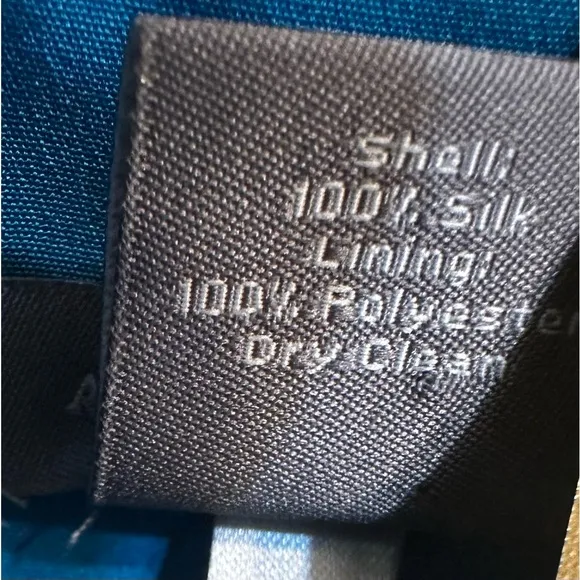 Shell:
100% Silk
Lining:
100% Polyester
Dry Clean